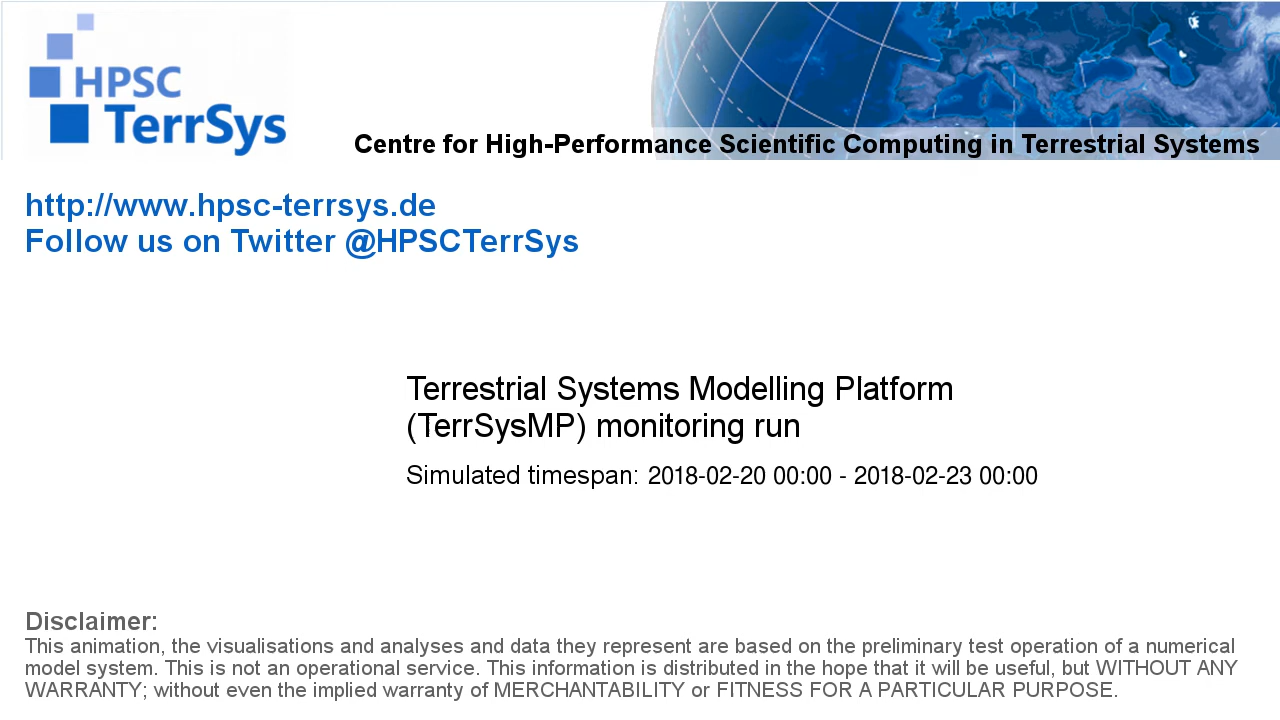 HPSC
TerrSys
Centre for High-Performance Scientific Computing in Terrestrial Systems
http://www.hpsc-terrsys.de
Follow us on Twitter @HPSCTerrSys
Terrestrial Systems Modelling Platform
(TerrSysMP) monitoring run
Simulated timespan: 2018-02-20 00:00 - 2018-02-23 00:00
Disclaimer:
This animation, the visualisations and analyses and data they represent are based on the preliminary test operation of a numerical
model system. This is not an operational service. This information is distributed in the hope that it will be useful, but WITHOUT ANY
WARRANTY; without even the implied warranty of MERCHANTABILITY or FITNESS FOR A PARTICULAR PURPOSE.